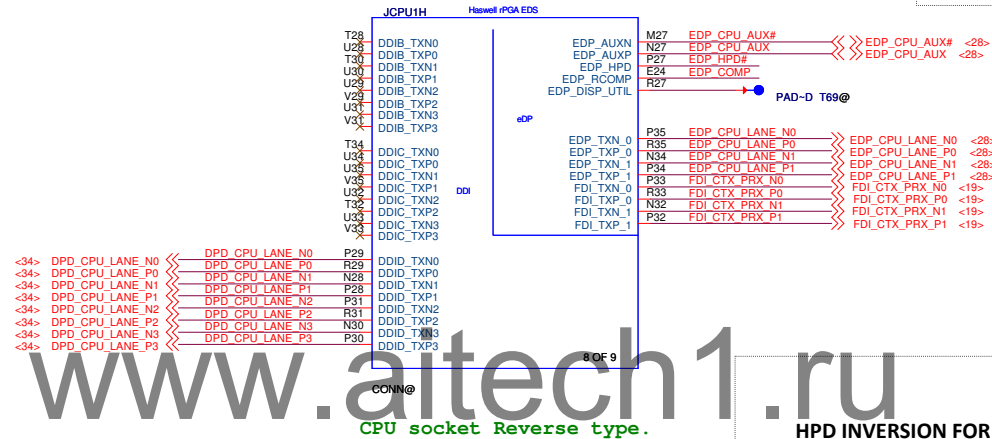 JCPU1H
Haswell rPGA EDS
T28 DDIB_TXN0
U28 DDIB_TXP0
T30 DDIB_TXN1
U30 DDIB_TXP1
U29 DDIB_TXN2
V29 DDIB_TXP2
U31 DDIB_TXN3
V31 DDIB_TXP3
T34 DDIC_TXN0
U34 DDIC_TXP0
U35 DDIC_TXN1
V35 DDIC_TXP1
U32 DDIC_TXN2
T32 DDIC_TXP2
U33 DDIC_TXN3
V33 DDIC_TXP3
<34> DPD_CPU_LANE_N0 DPD_CPU_LANE_N0 P29 DDID_TXN0
<34> DPD_CPU_LANE_P0 DPD_CPU_LANE_P0 R29 DDID_TXP0
<34> DPD_CPU_LANE_N1 DPD_CPU_LANE_N1 N28 DDID_TXN1
<34> DPD_CPU_LANE_P1 DPD_CPU_LANE_P1 P28 DDID_TXP1
<34> DPD_CPU_LANE_N2 DPD_CPU_LANE_N2 P31 DDID_TXN2
<34> DPD_CPU_LANE_P2 DPD_CPU_LANE_P2 R31 DDID_TXP2
<34> DPD_CPU_LANE_N3 DPD_CPU_LANE_N3 N30 DDID_TXN3
<34> DPD_CPU_LANE_P3 DPD_CPU_LANE_P3 P30 DDID_TXP3
DDI
eDP
EDP_AUXN M27 EDP_CPU_AUX# EDP_CPU_AUX# <28>
EDP_AUXP N27 EDP_CPU_AUX EDP_CPU_AUX <28>
EDP_HPD P27 EDP_HPD#
EDP_RCOMP E24 EDP_COMP
EDP_DISP_UTIL R27
PAD~D T69@
EDP_TXN_0 P35 EDP_CPU_LANE_N0 EDP_CPU_LANE_N0 <28>
EDP_TXP_0 R35 EDP_CPU_LANE_P0 EDP_CPU_LANE_P0 <28>
EDP_TXN_1 N34 EDP_CPU_LANE_N1 EDP_CPU_LANE_N1 <28>
EDP_TXP_1 P34 EDP_CPU_LANE_P1 EDP_CPU_LANE_P1 <28>
FDI_TXN_0 P33 FDI_CTX_PRX_N0 FDI_CTX_PRX_N0 <19>
FDI_TXP_0 R33 FDI_CTX_PRX_P0 FDI_CTX_PRX_P0 <19>
FDI_TXN_1 N32 FDI_CTX_PRX_N1 FDI_CTX_PRX_N1 <19>
FDI_TXP_1 P32 FDI_CTX_PRX_P1 FDI_CTX_PRX_P1 <19>
8 OF 9
www.aitech1.ru
CONN@
CPU socket Reverse type.
HPD INVERSION FOR